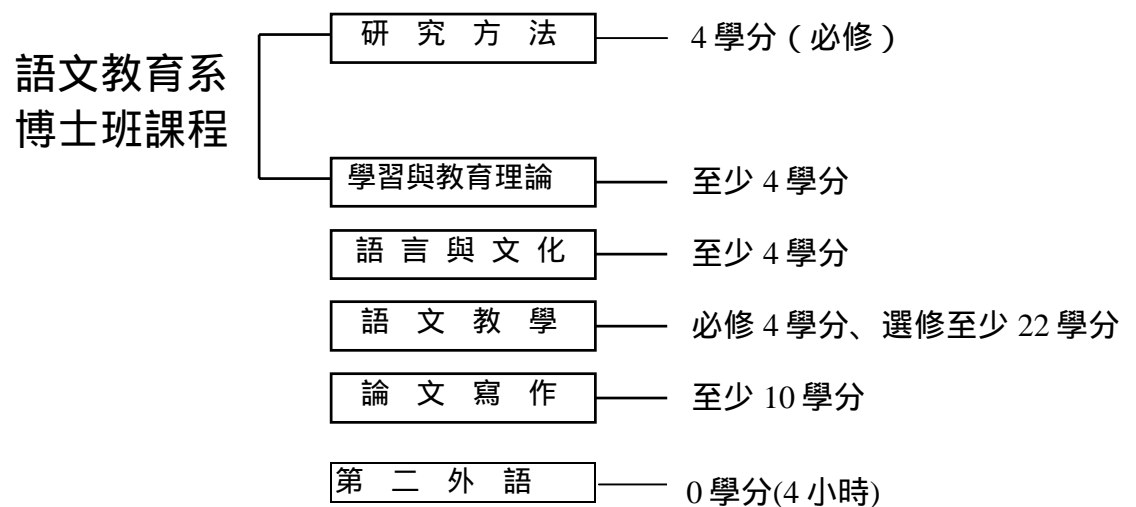 研究方法 4學分（必修）
語文教育系
博士班課程
學習與教育理論 至少 4 學分
語言與文化 至少 4 學分
語文教學 必修 4 學分、選修至少 22 學分
論文寫作 至少 10 學分
第二外語 0 學分(4 小時)